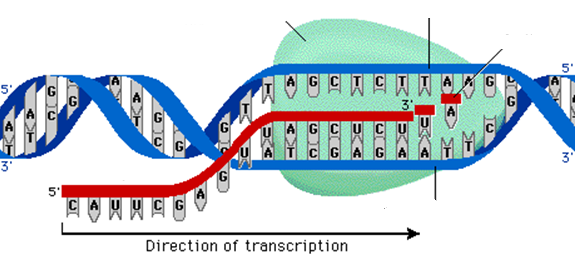 5'
5'
A G C T C T T A A G
3'
U A G C U C U U A
A T C G A G A A T T C G
3'
3'
5'
C A U U C G A G
Direction of transcription